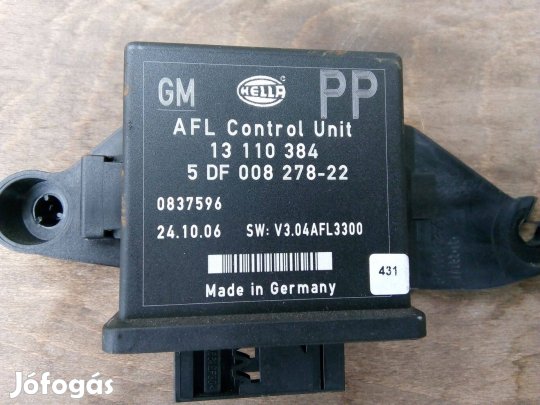 GM HELLA PP
AFL Control Unit
13 110 384
5 DF 008 278-22
0837596
24.10.06 SW: V3.04AFL3300
431
Made in Germany
Jófogás